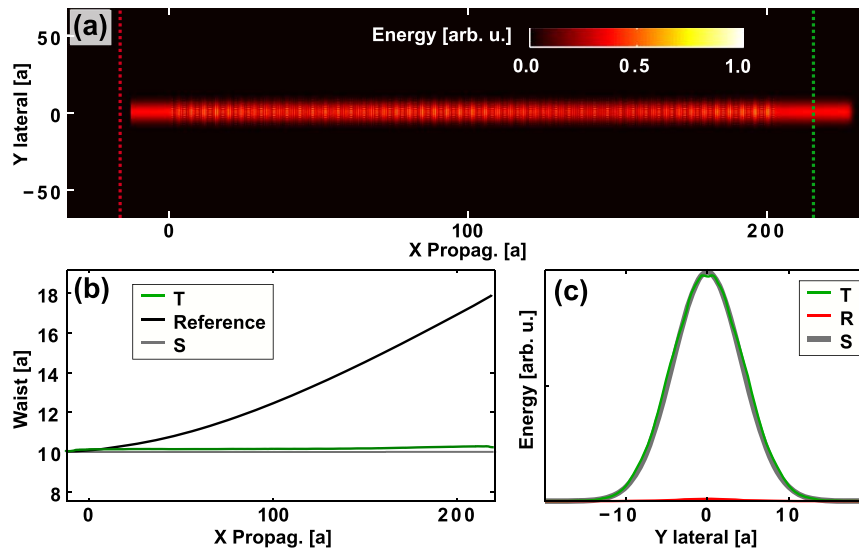 (a)
Energy [arb. u.]
0.0 0.5 1.0
Y lateral [a]
50
0
−50
0 100 200
X Propag. [a]
(b)
T
Reference
S
Waist [a]
18
16
14
12
10
8
0 100 200
X Propag. [a]
(c)
T
R
S
Energy [arb. u.]
−10 0 10
Y lateral [a]